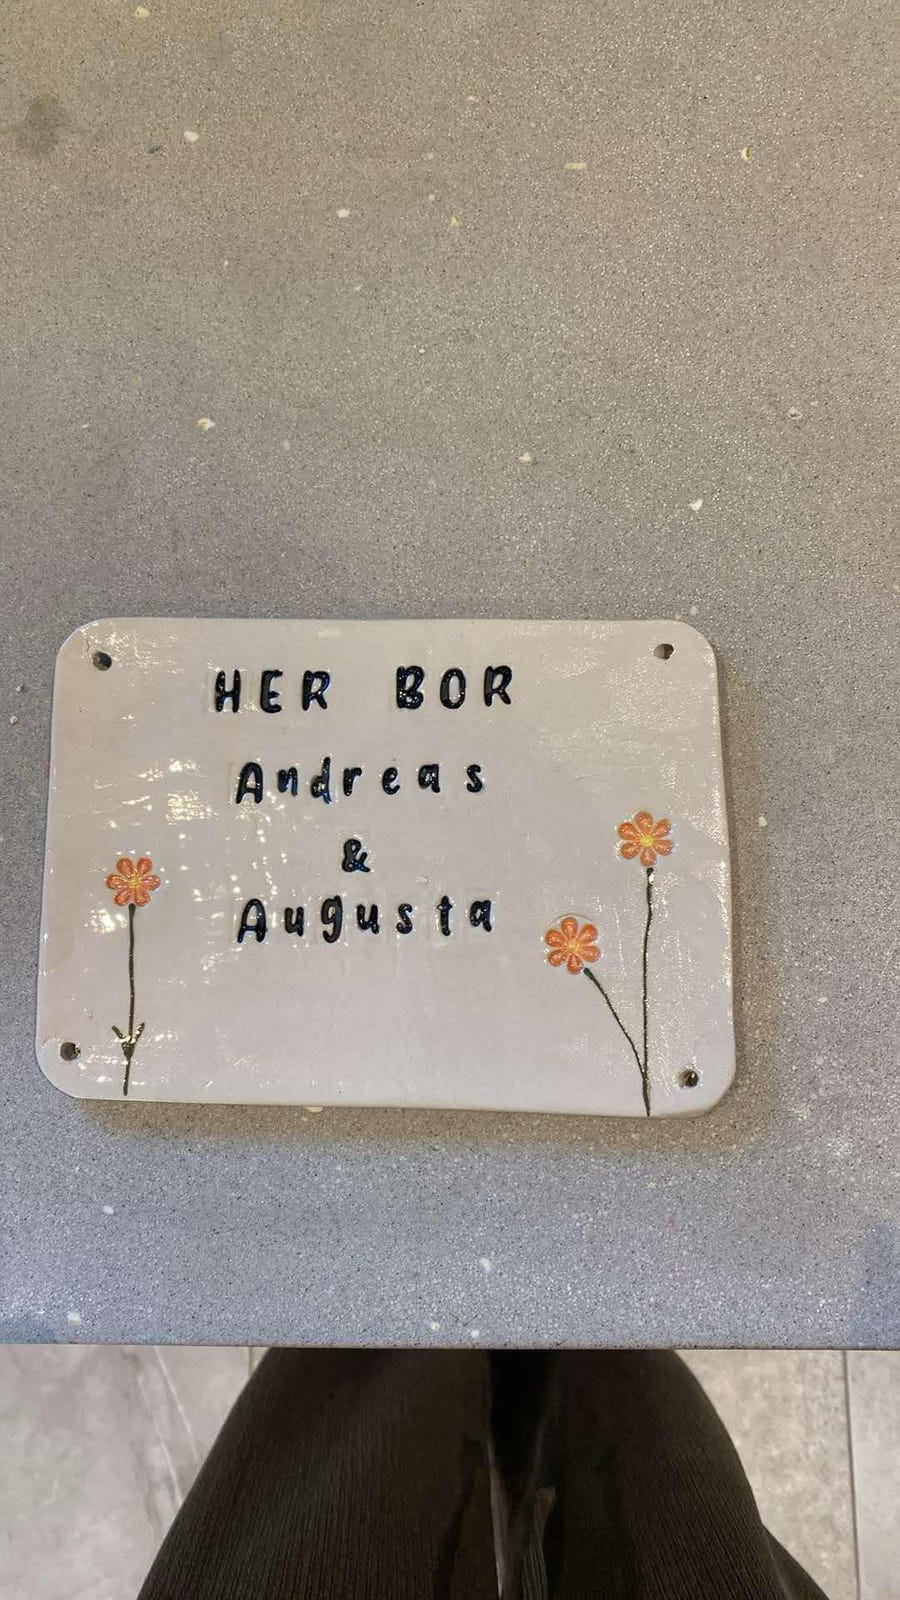 HER BOR
Andreas
&
Augusta